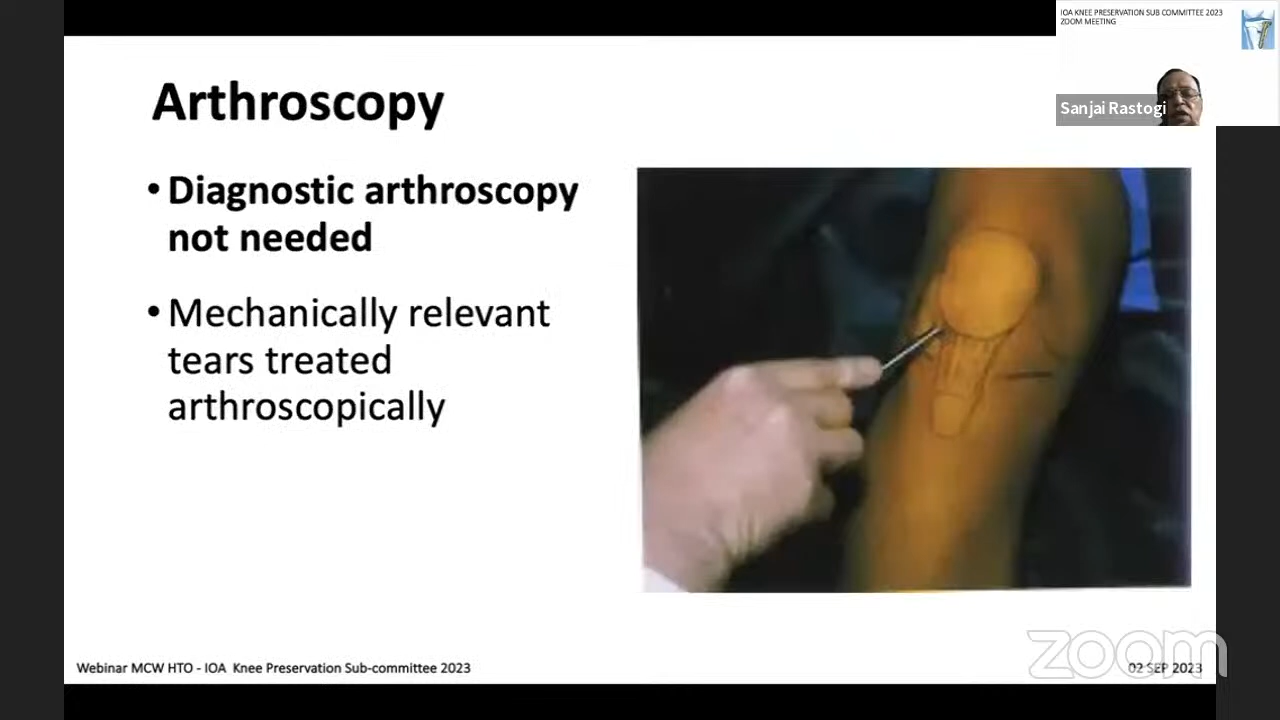 IOA KNEE PRESERVATION SUB COMMITTEE 2023
ZOOM MEETING
Sanjai Rastogi
Arthroscopy
• Diagnostic arthroscopy
not needed
• Mechanically relevant
tears treated
arthroscopically
Webinar MCW HTO - IOA Knee Preservation Sub-committee 2023
02 SEP 2023
zoom